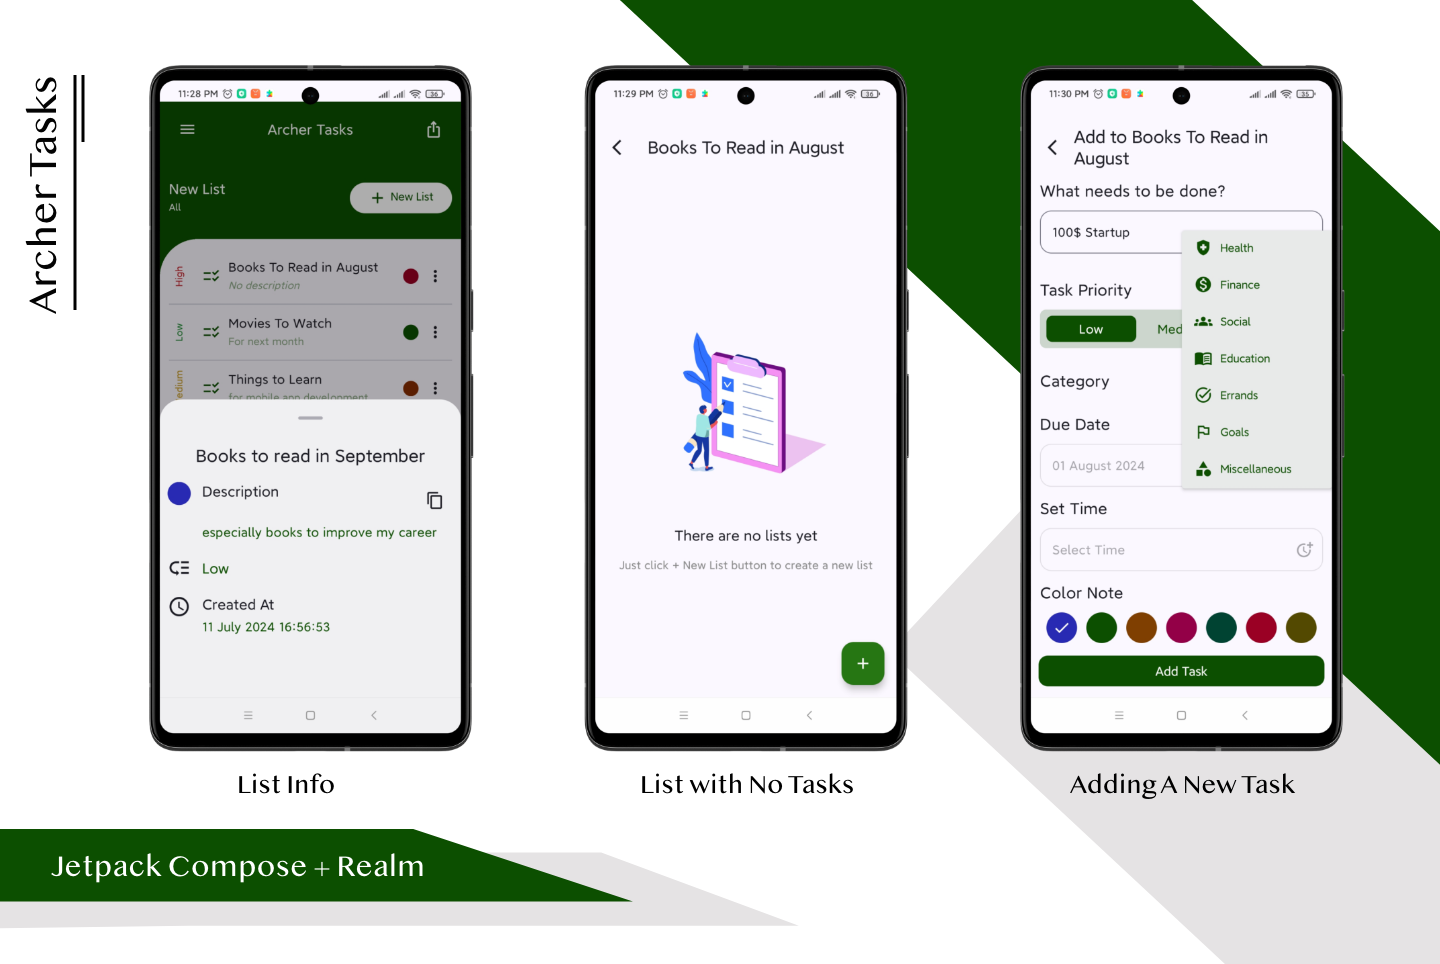 Archer Tasks
11:28 PM
36
Archer Tasks
New List
All
+ New List
High
Books To Read in August
No description
Low
Movies To Watch
For next month
edium
Things to Learn
for mobile app development
Books to read in September
Description
especially books to improve my career
Low
Created At
11 July 2024 16:56:53
List Info
11:29 PM
36
Books To Read in August
There are no lists yet
Just click + New List button to create a new list
+
List with No Tasks
11:30 PM
35
Add to Books To Read in
August
What needs to be done?
100$ Startup
Health
Finance
Social
Education
Errands
Goals
Miscellaneous
Task Priority
Low
Med
Category
Due Date
01 August 2024
Set Time
Select Time
Color Note
Add Task
Adding A New Task
Jetpack Compose + Realm